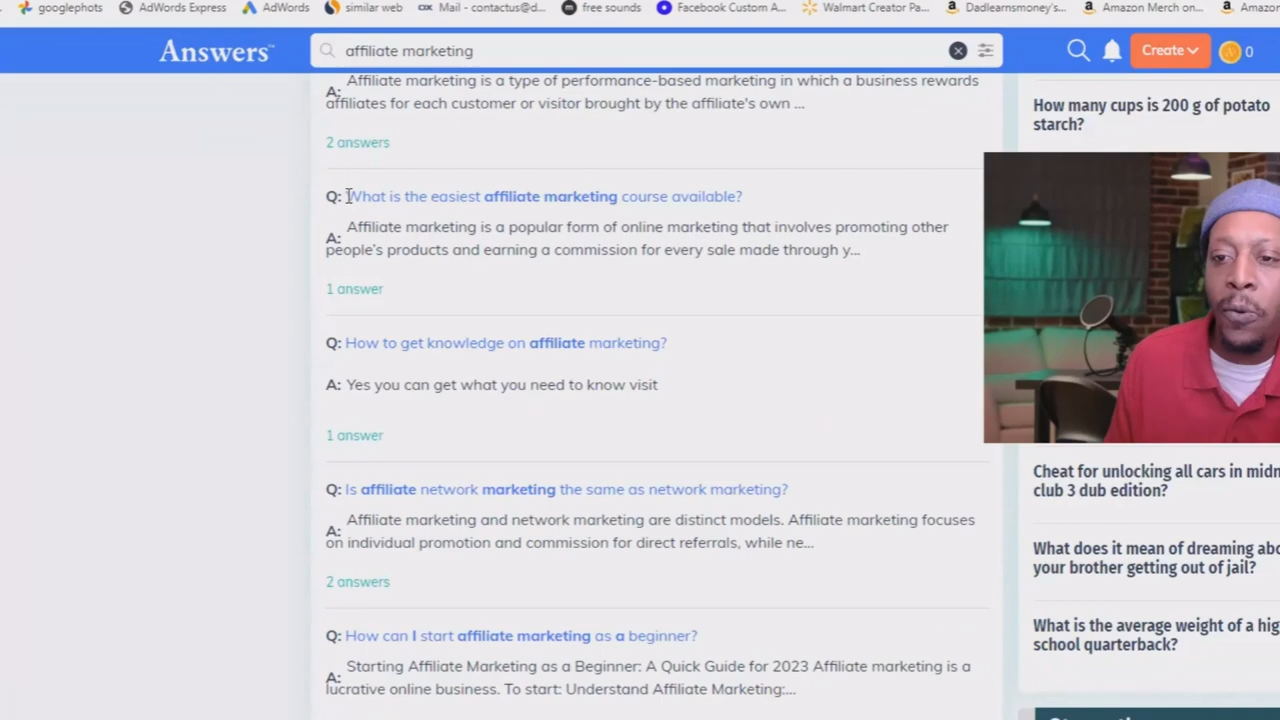 googlephots
AdWords Express
AdWords
similar web
Mail - contactus@d...
free sounds
Facebook Custom A...
Walmart Creator Pa...
Dadlearnsmoney's...
Amazon Merch on...
Amazo
Answers
affiliate marketing
Create
0
Affiliate marketing is a type of performance-based marketing in which a business rewards
A: affiliates for each customer or visitor brought by the affiliate's own ...
2 answers
Q: What is the easiest affiliate marketing course available?
Affiliate marketing is a popular form of online marketing that involves promoting other
A: people's products and earning a commission for every sale made through y...
1 answer
Q: How to get knowledge on affiliate marketing?
A: Yes you can get what you need to know visit
1 answer
Q: Is affiliate network marketing the same as network marketing?
Affiliate marketing and network marketing are distinct models. Affiliate marketing focuses
A: on individual promotion and commission for direct referrals, while ne...
2 answers
Q: How can I start affiliate marketing as a beginner?
Starting Affiliate Marketing as a Beginner: A Quick Guide for 2023 Affiliate marketing is a
A: lucrative online business. To start: Understand Affiliate Marketing:...
How many cups is 200 g of potato
starch?
Cheat for unlocking all cars in midn
club 3 dub edition?
What does it mean of dreaming abo
your brother getting out of jail?
What is the average weight of a hig
school quarterback?